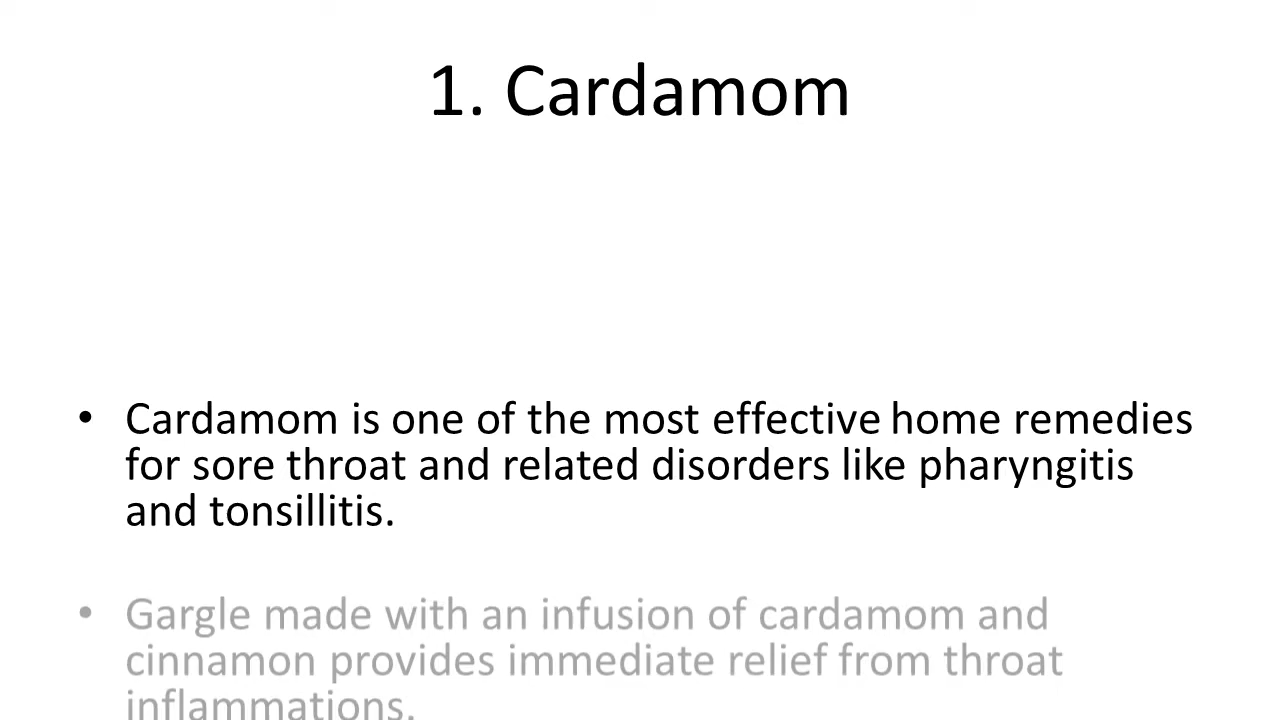 1. Cardamom
• Cardamom is one of the most effective home remedies
for sore throat and related disorders like pharyngitis
and tonsillitis.
• Gargle made with an infusion of cardamom and
cinnamon provides immediate relief from throat
inflammations.